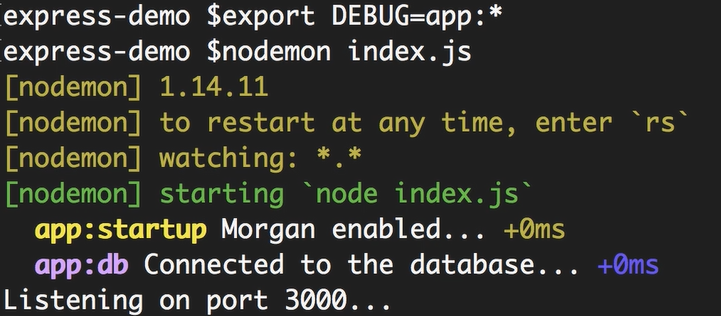 express-demo $export DEBUG=app:*
express-demo $nodemon index.js
[nodemon] 1.14.11
[nodemon] to restart at any time, enter `rs`
[nodemon] watching: *.*
[nodemon] starting `node index.js`
app:startup Morgan enabled... +0ms
app:db Connected to the database... +0ms
Listening on port 3000...